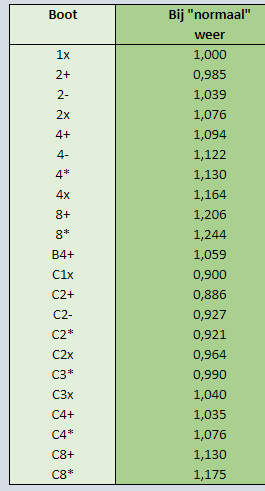 Boot Bij "normaal" weer
1x 1,000
2+ 0,985
2- 1,039
2x 1,076
4+ 1,094
4- 1,122
4* 1,130
4x 1,164
8+ 1,206
8* 1,244
B4+ 1,059
C1x 0,900
C2+ 0,886
C2- 0,927
C2* 0,921
C2x 0,964
C3* 0,990
C3x 1,040
C4+ 1,035
C4* 1,076
C8+ 1,130
C8* 1,175